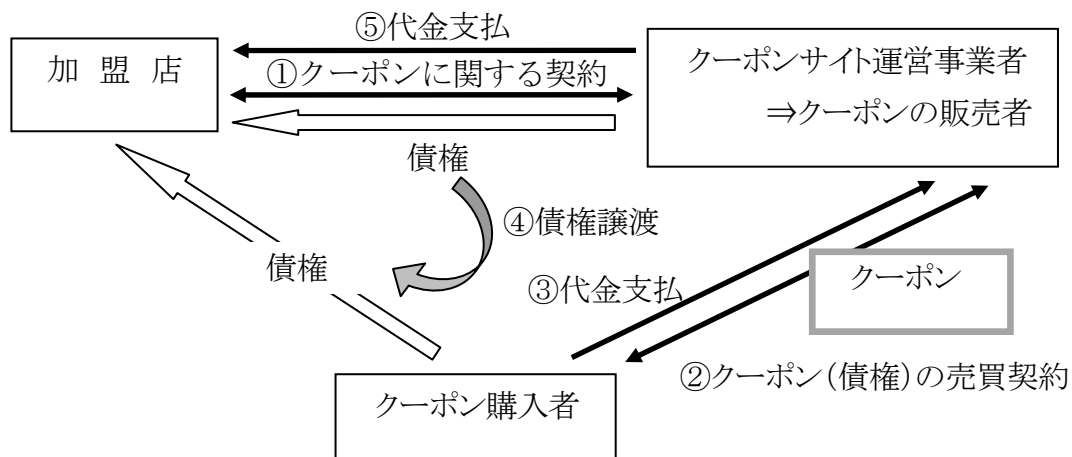 ⑤代金支払
加 盟 店
クーポンサイト運営事業者
①クーポンに関する契約
⇒クーポンの販売者
債権
④債権譲渡
債権
クーポン
③代金支払
②クーポン(債権)の売買契約
クーポン購入者